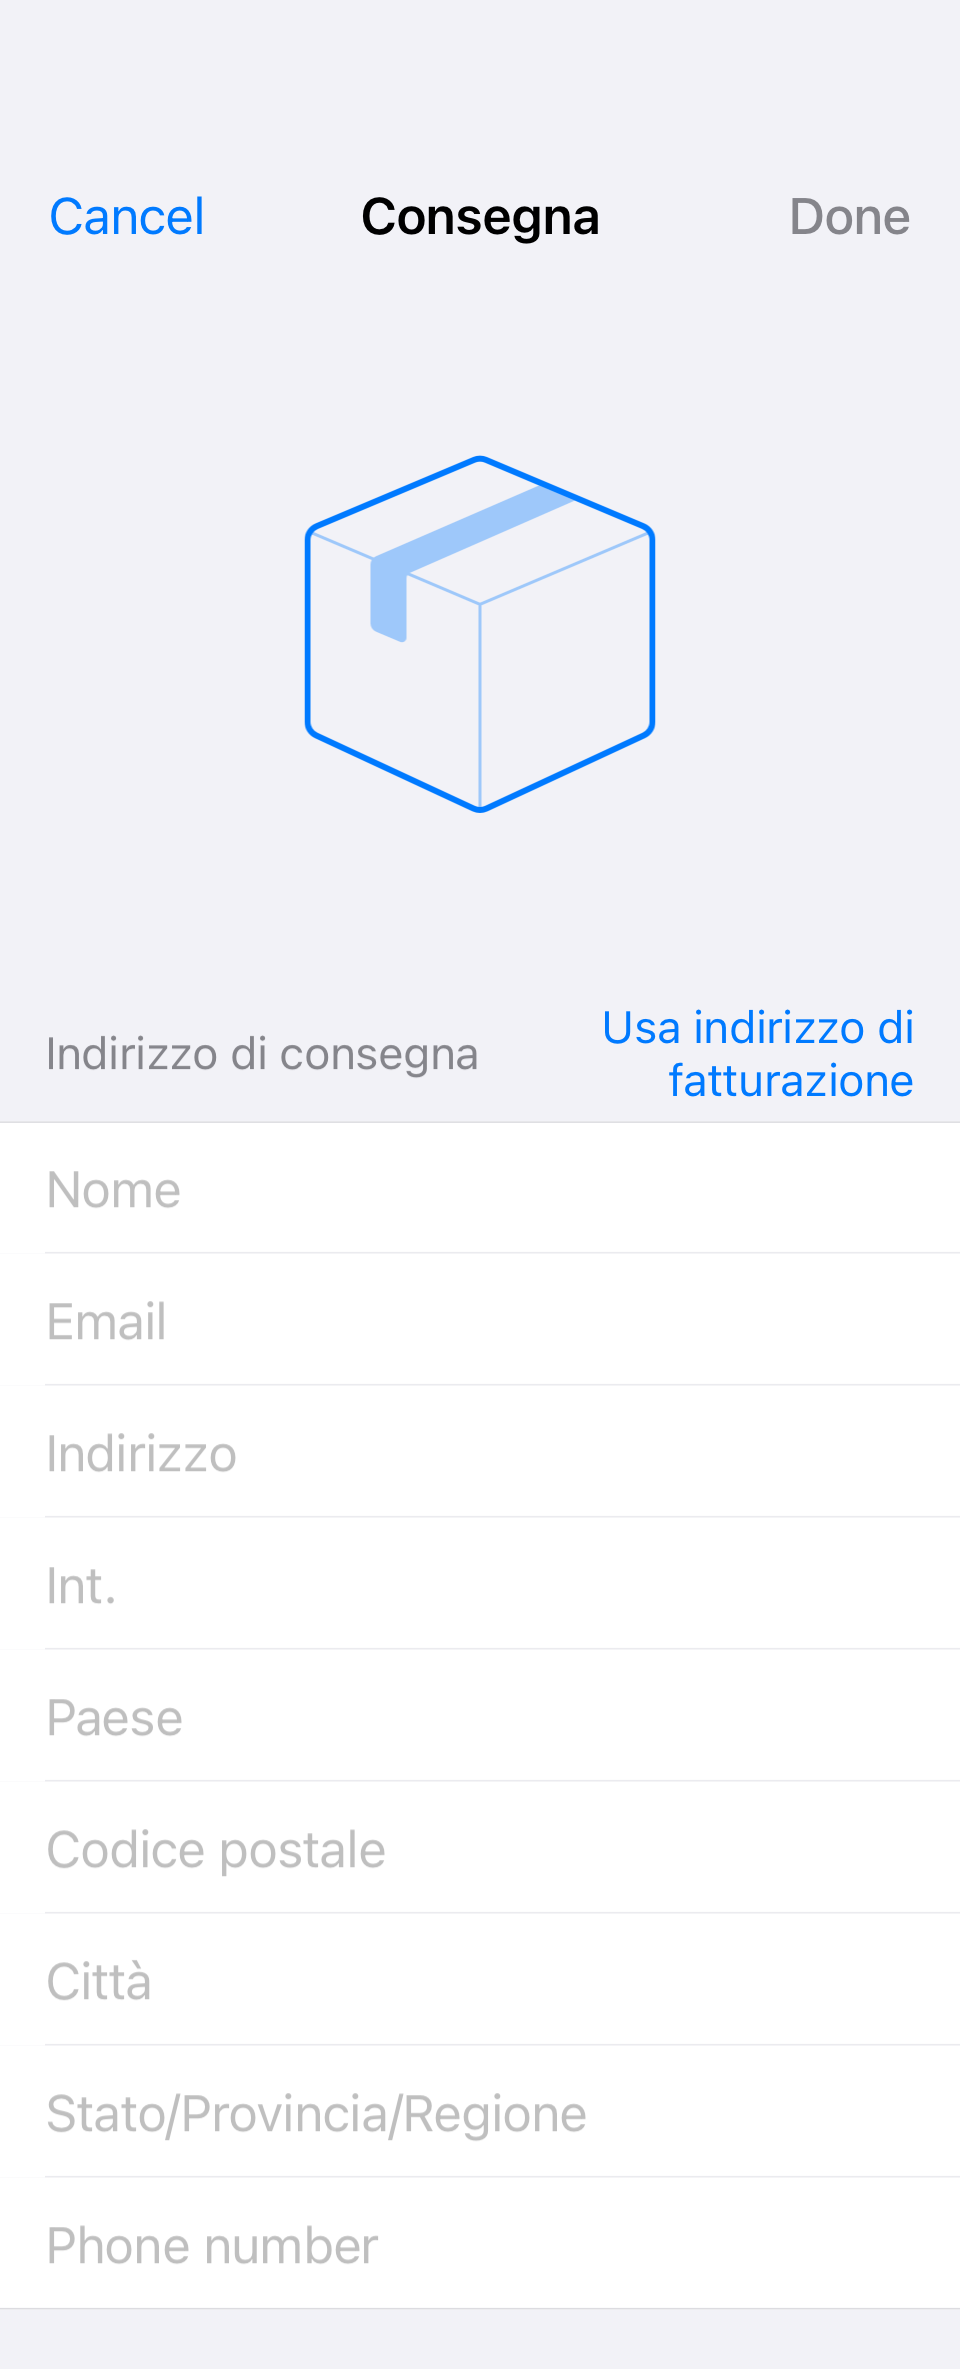 Cancel
Consegna
Done
Indirizzo di consegna
Usa indirizzo di
fatturazione
Nome
Email
Indirizzo
Int.
Paese
Codice postale
Città
Stato/Provincia/Regione
Phone number